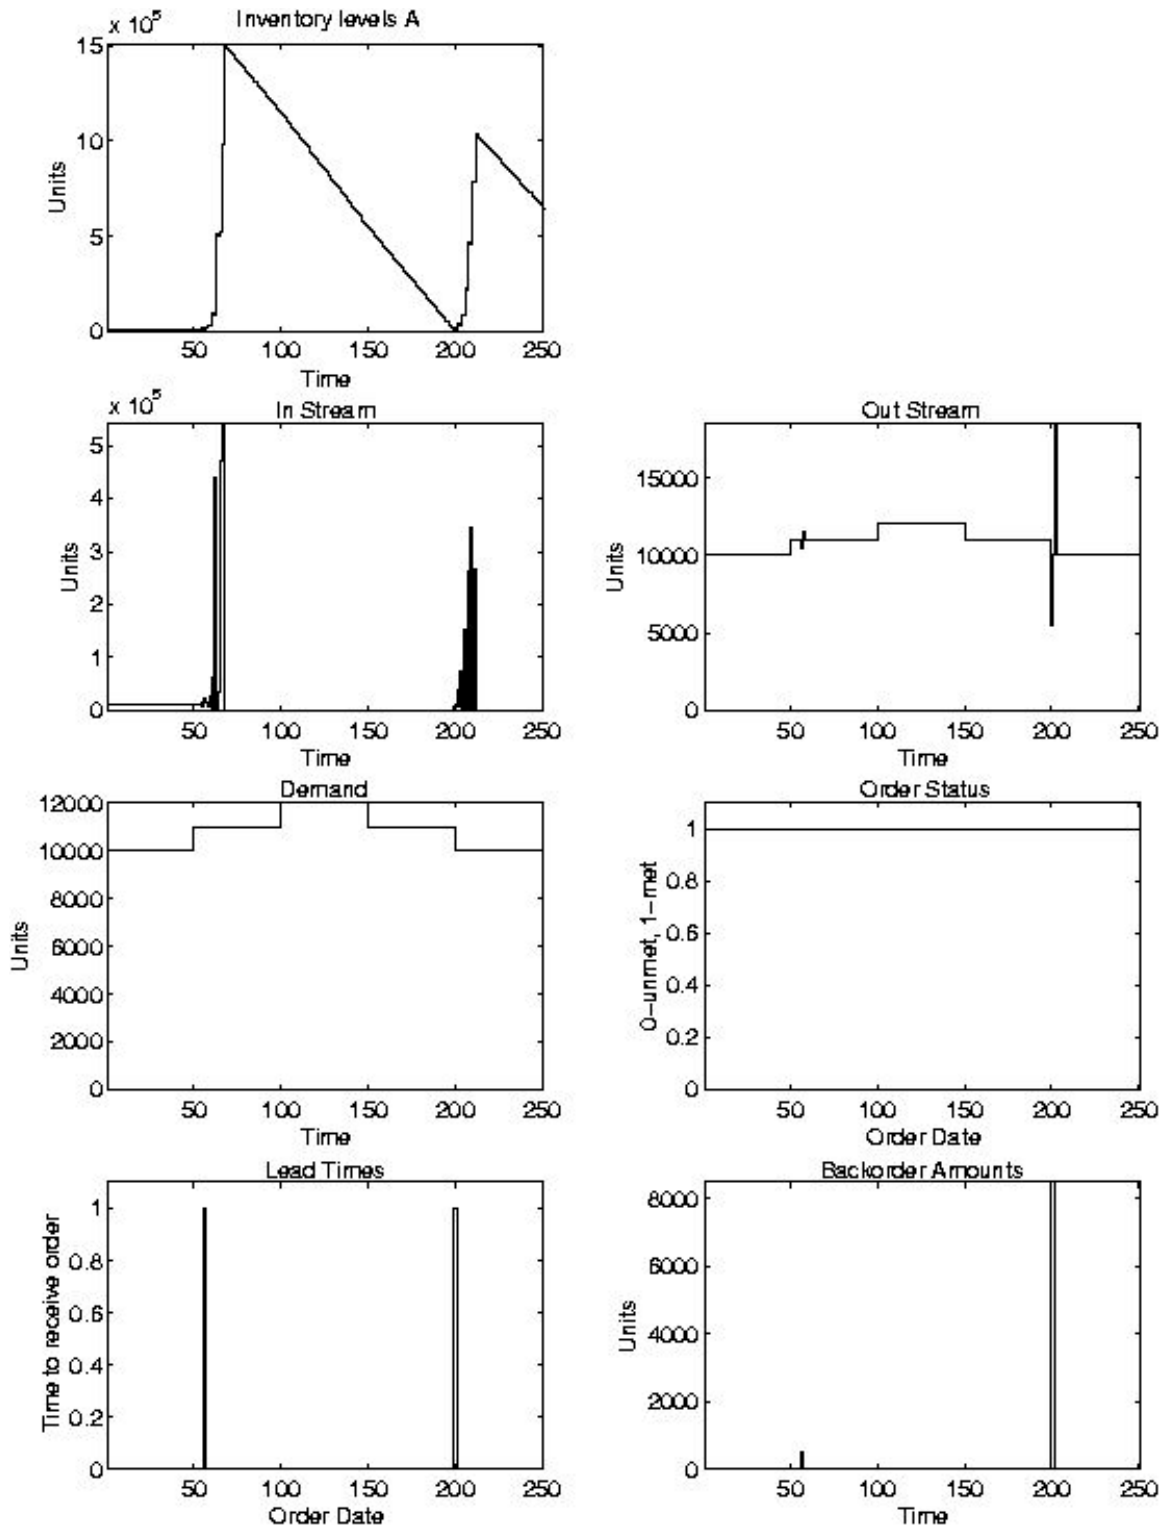 x 10^5 Inventory levels A
15
10
5
0
Units
50 100 150 200 250
Time
x 10^5 In Stream
5
4
3
2
1
0
Units
50 100 150 200 250
Time
Out Stream
15000
10000
5000
0
Units
50 100 150 200 250
Time
Demand
12000
10000
8000
6000
4000
2000
0
Units
50 100 150 200 250
Time
Order Status
1
0.8
0.6
0.4
0.2
0
0-unmet, 1-met
50 100 150 200 250
Order Date
Lead Times
1
0.8
0.6
0.4
0.2
0
Time to receive order
50 100 150 200 250
Order Date
Backorder Amounts
8000
6000
4000
2000
0
Units
50 100 150 200 250
Time